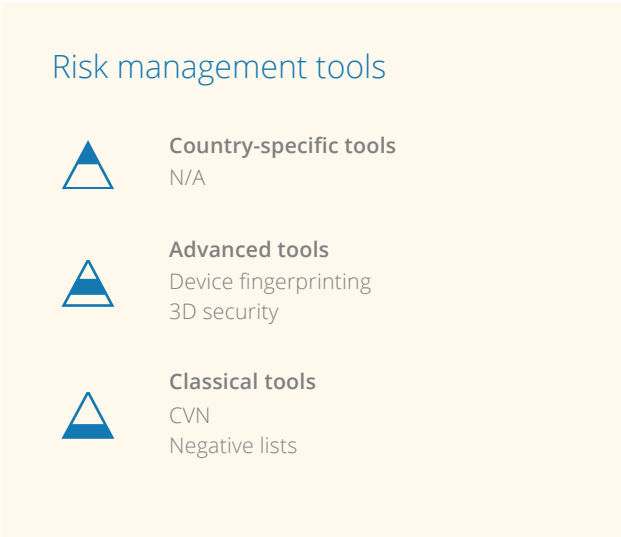 Risk management tools
Country-specific tools
N/A
Advanced tools
Device fingerprinting
3D security
Classical tools
CVN
Negative lists